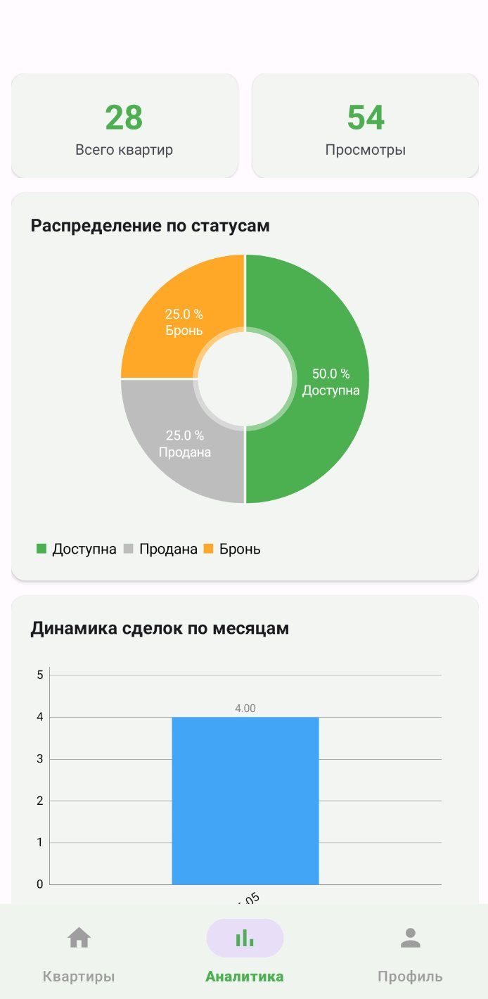 28
Всего квартир
54
Просмотры
Распределение по статусам
25.0 %
Бронь
50.0 %
Доступна
25.0 %
Продана
Доступна Продана Бронь
Динамика сделок по месяцам
5
4.00
4
3
2
1
0
05
Квартиры
Аналитика
Профиль